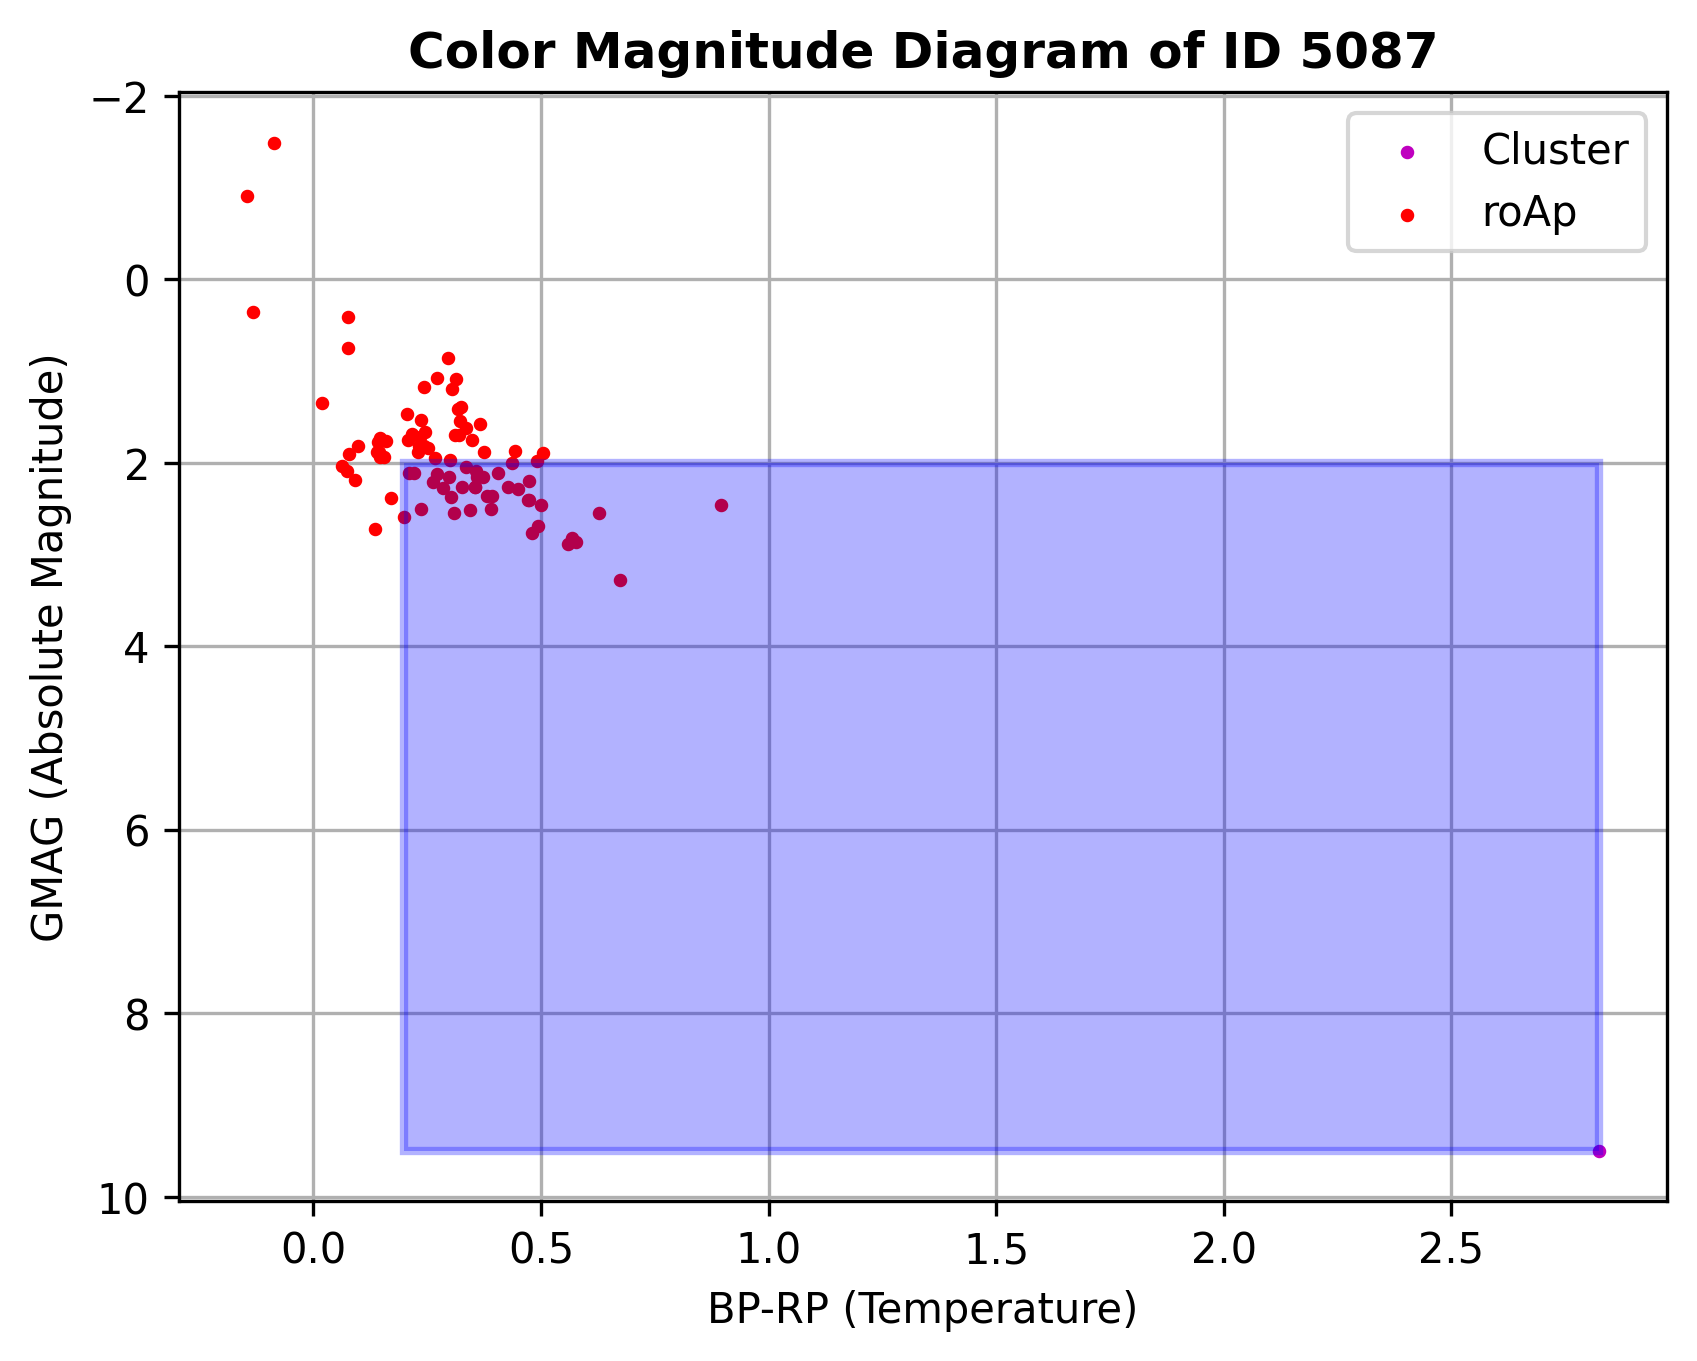 Color Magnitude Diagram of ID 5087
Cluster
roAp
GMAG (Absolute Magnitude)
−2
0
2
4
6
8
10
0.0 0.5 1.0 1.5 2.0 2.5
BP-RP (Temperature)